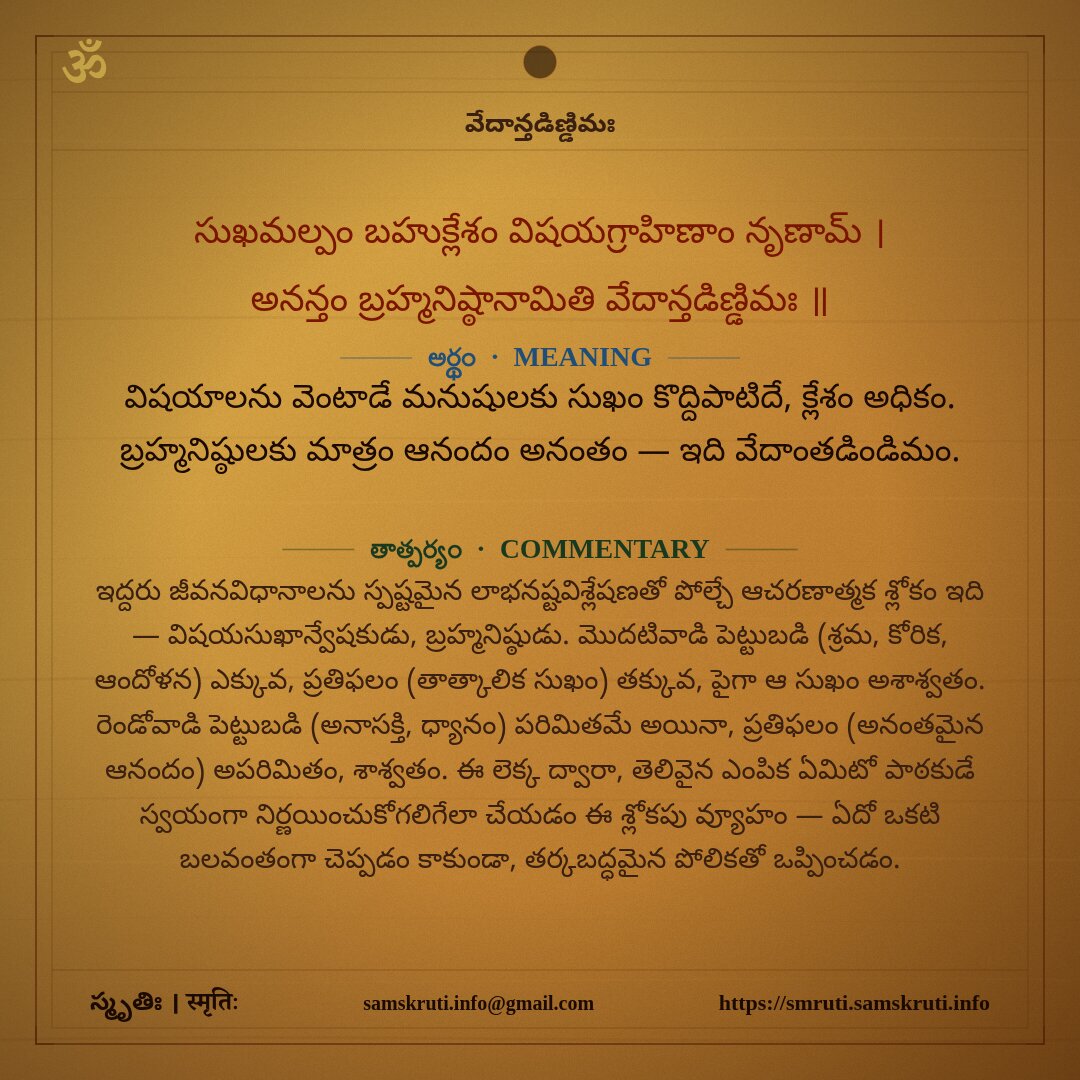 ॐ
వేదాన్తడిణ్డిమః
సుఖమల్పం బహుక్లేశం విషయగ్రాహిణాం నృణామ్ ।
అనన్తం బ్రహ్మనిష్ఠానామితి వేదాన్తడిణ్డిమః ॥
అర్థం · MEANING
విషయాలను వెంటాడే మనుషులకు సుఖం కొద్దిపాటిదే, క్లేశం అధికం.
బ్రహ్మనిష్ఠులకు మాత్రం ఆనందం అనంతం — ఇది వేదాంతడిండిమం.
తాత్పర్యం · COMMENTARY
ఇద్దరు జీవనవిధానాలను స్పష్టమైన లాభనష్టవిశ్లేషణతో పోల్చే ఆచరణాత్మక శ్లోకం ఇది
— విషయసుఖాన్వేషకుడు, బ్రహ్మనిష్ఠుడు. మొదటివాడి పెట్టుబడి (శ్రమ, కోరిక,
ఆందోళన) ఎక్కువ, ప్రతిఫలం (తాత్కాలిక సుఖం) తక్కువ, పైగా ఆ సుఖం అశాశ్వతం.
రెండోవాడి పెట్టుబడి (అనాసక్తి, ధ్యానం) పరిమితమే అయినా, ప్రతిఫలం (అనంతమైన
ఆనందం) అపరిమితం, శాశ్వతం. ఈ లెక్క ద్వారా, తెలివైన ఎంపిక ఏమిటో పాఠకుడే
స్వయంగా నిర్ణయించుకోగలిగేలా చేయడం ఈ శ్లోకపు వ్యూహం — ఏదో ఒకటి
బలవంతంగా చెప్పడం కాకుండా, తర్కబద్ధమైన పోలికతో ఒప్పించడం.
స్మృతిః | स्मृतिः samskruti.info@gmail.com https://smruti.samskruti.info